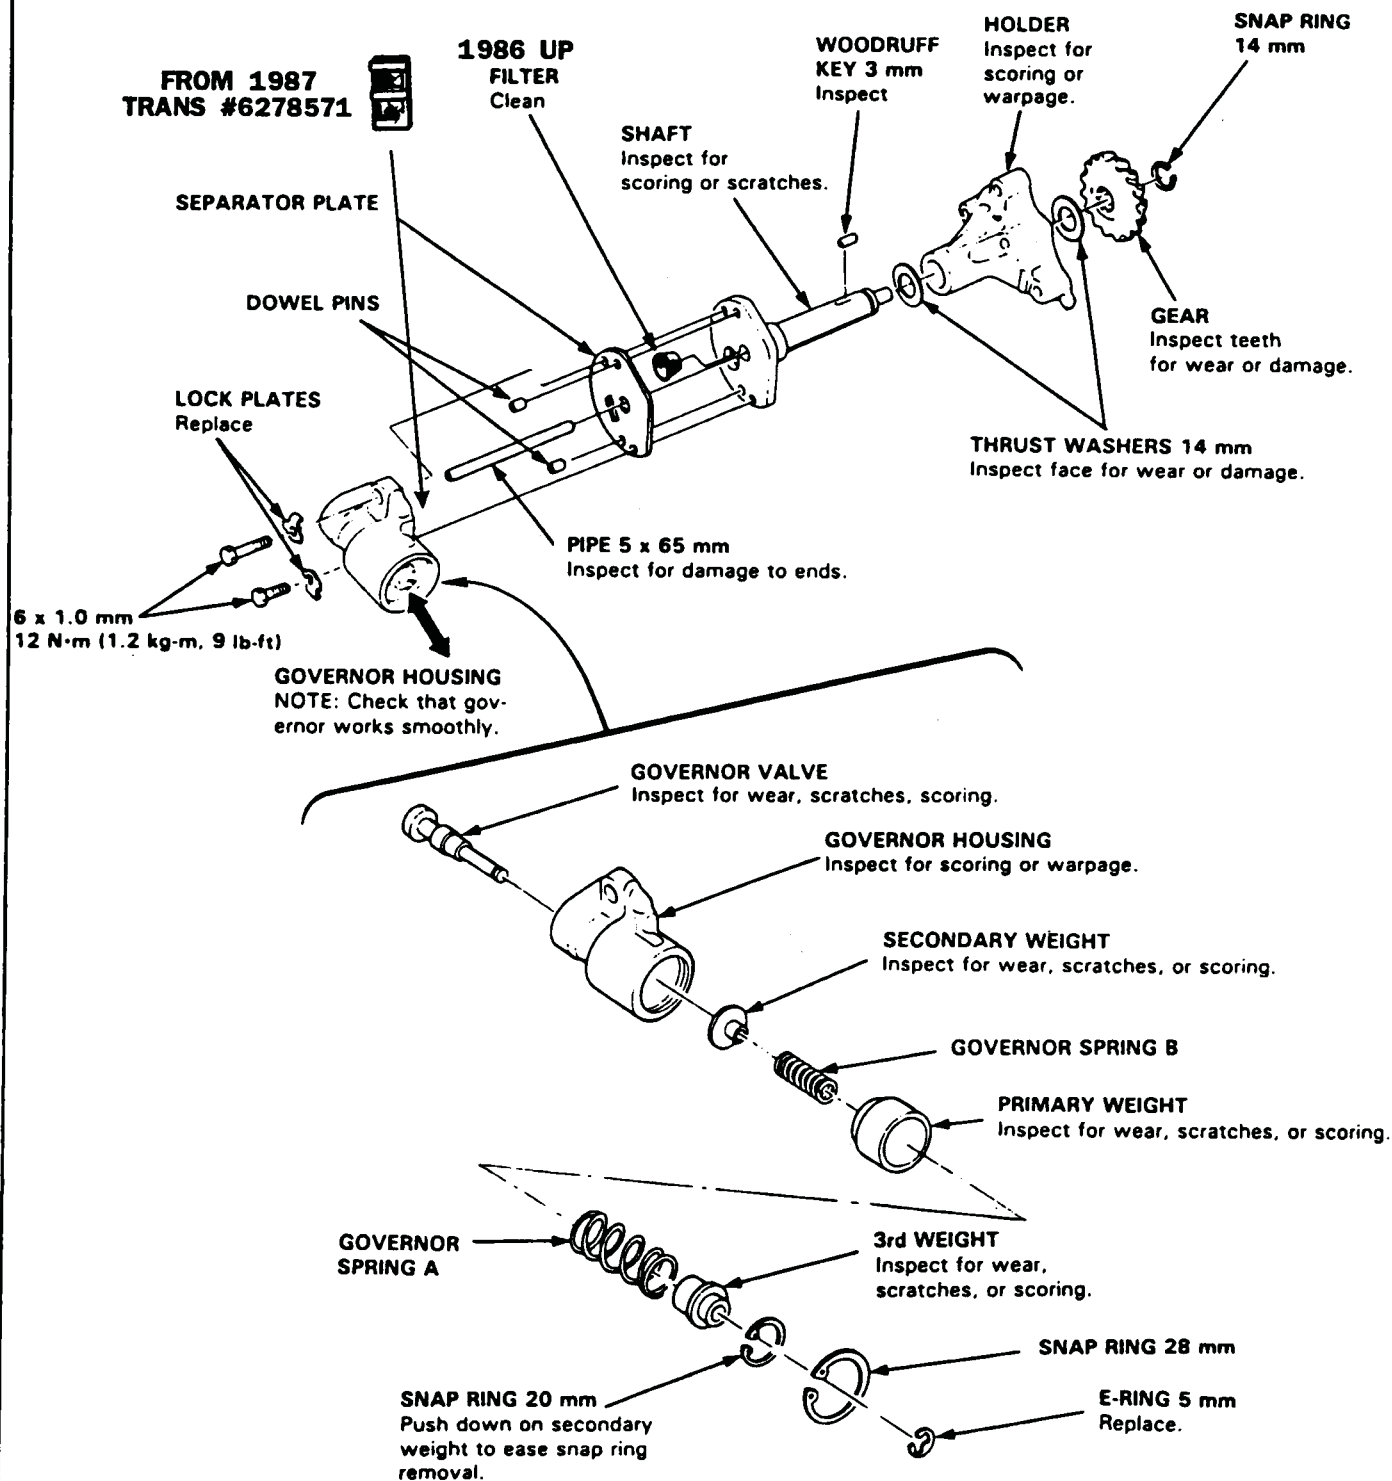 HOLDER
Inspect for
scoring or
warpage.
SNAP RING
14 mm
1986 UP
FILTER
Clean
WOODRUFF
KEY 3 mm
Inspect
FROM 1987
TRANS #6278571
SHAFT
Inspect for
scoring or scratches.
SEPARATOR PLATE
DOWEL PINS
GEAR
Inspect teeth
for wear or damage.
LOCK PLATES
Replace
THRUST WASHERS 14 mm
Inspect face for wear or damage.
PIPE 5 x 65 mm
Inspect for damage to ends.
6 x 1.0 mm
12 N·m (1.2 kg-m, 9 lb-ft)
GOVERNOR HOUSING
NOTE: Check that gov-
ernor works smoothly.
GOVERNOR VALVE
Inspect for wear, scratches, scoring.
GOVERNOR HOUSING
Inspect for scoring or warpage.
SECONDARY WEIGHT
Inspect for wear, scratches, or scoring.
GOVERNOR SPRING B
PRIMARY WEIGHT
Inspect for wear, scratches, or scoring.
GOVERNOR
SPRING A
3rd WEIGHT
Inspect for wear,
scratches, or scoring.
SNAP RING 28 mm
SNAP RING 20 mm
Push down on secondary
weight to ease snap ring
removal.
E-RING 5 mm
Replace.